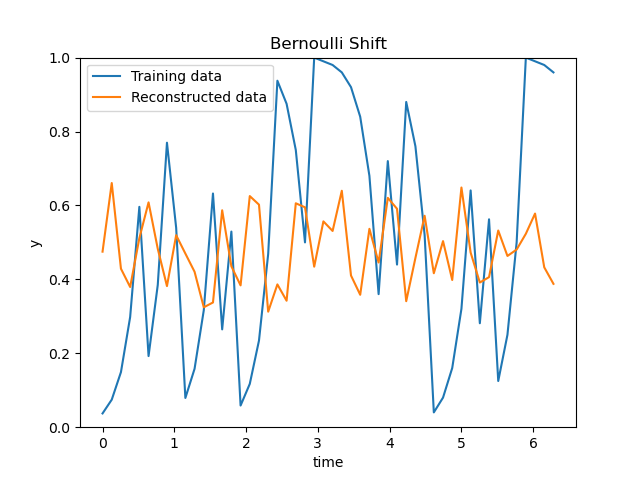 Bernoulli Shift
Training data
Reconstructed data
y
1.0
0.8
0.6
0.4
0.2
0.0
0 1 2 3 4 5 6
time